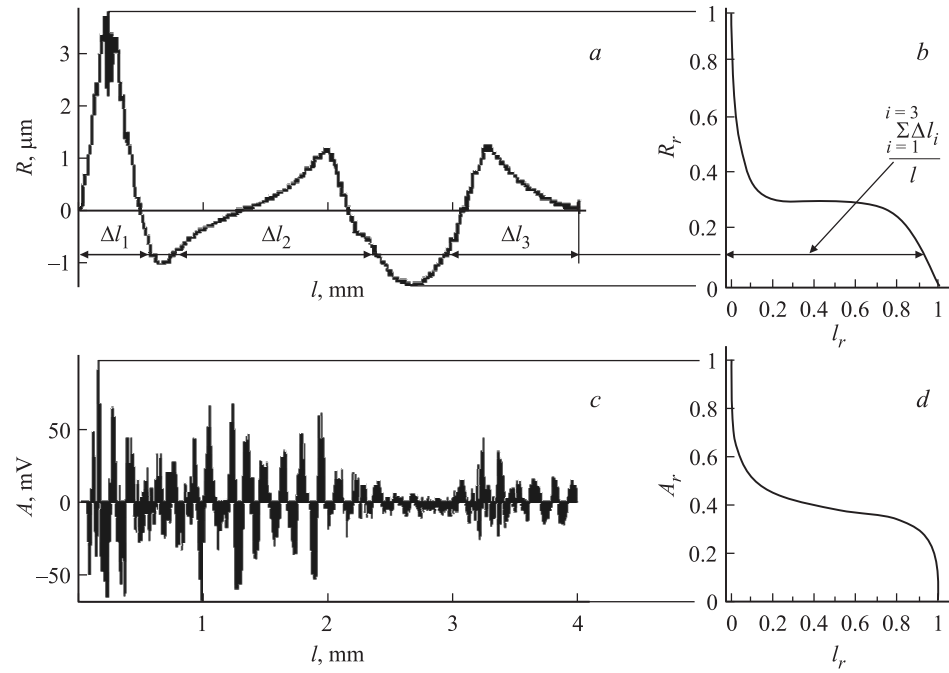 a
R, μm
3
2
1
0
−1
Δl₁
Δl₂
Δl₃
l, mm
b
R_r
1
0.8
0.6
0.4
0.2
0
i = 3
ΣΔl_i
i = 1
l
0 0.2 0.4 0.6 0.8 1
l_r
c
A, mV
50
0
−50
1 2 3 4
l, mm
d
A_r
1
0.8
0.6
0.4
0.2
0
0 0.2 0.4 0.6 0.8 1
l_r